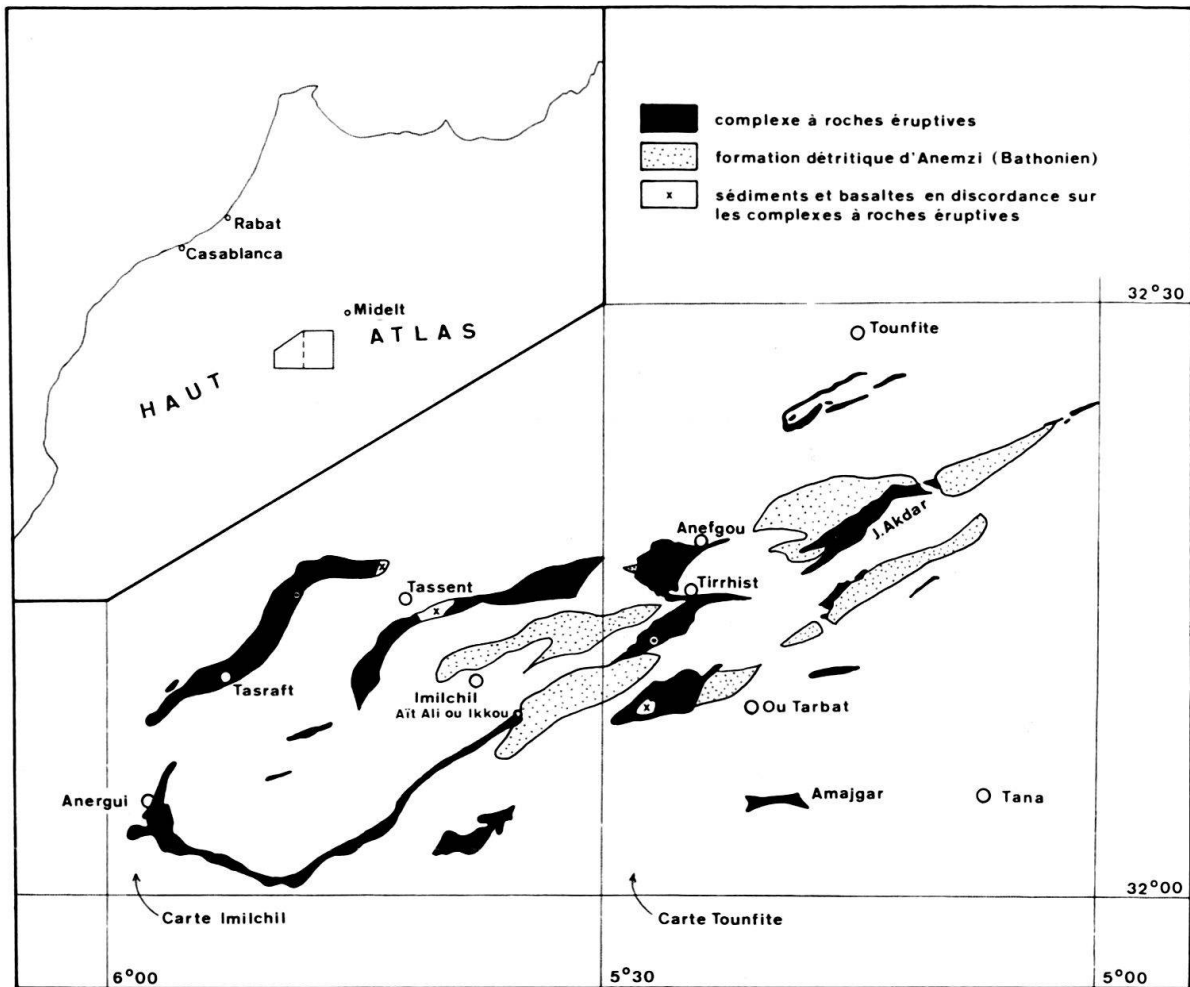 complexe à roches éruptives
formation détritique d'Anemzi (Bathonien)
x
sédiments et basaltes en discordance sur
les complexes à roches éruptives
Rabat
Casablanca
Midelt
HAUT ATLAS
32°30
Tounfite
J. Akdar
Anefgou
Tirrhist
x
Tassent
x
Tasraft
Imilchil
Aït Ali ou Ikkou
x
Ou Tarbat
Anergui
Amajgar
Tana
32°00
Carte Imilchil
Carte Tounfite
6°00
5°30
5°00